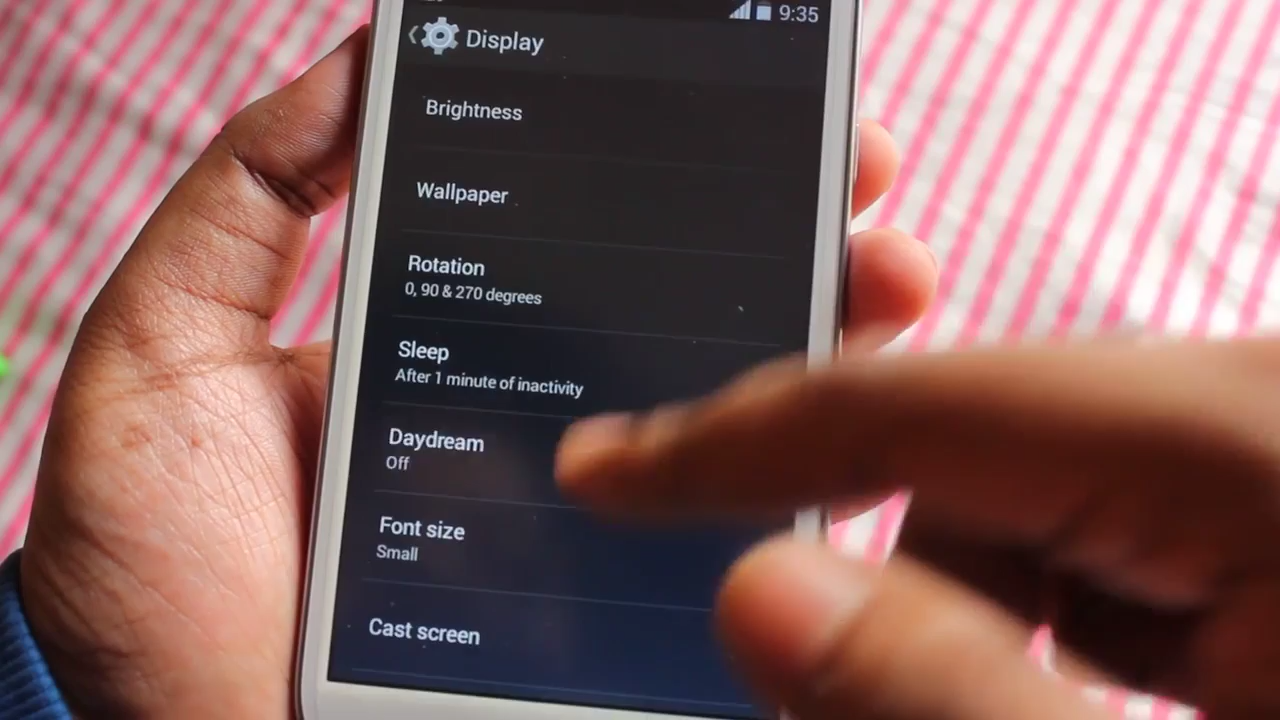 9:35
Display
Brightness
Wallpaper
Rotation
0, 90 & 270 degrees
Sleep
After 1 minute of inactivity
Daydream
Off
Font size
Small
Cast screen